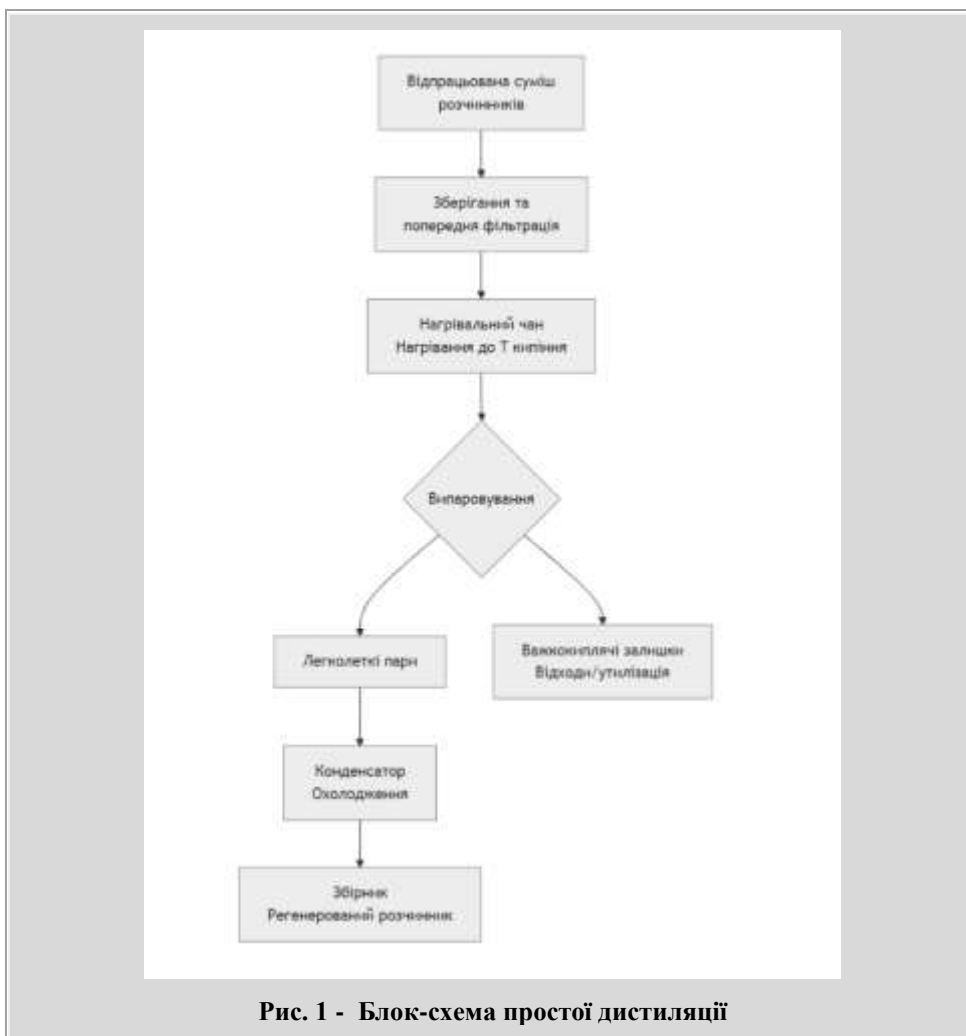 Відпрацьована суміш
розчинників
Зберігання та
попередня фільтрація
Нагрівальний чан
Нагрівання до Т кипіння
Випаровування
Легколеткі пари
Важкокиплячі залишки
Відходи/утилізація
Конденсатор
Охолодження
Збірник
Регенерований розчинник
Рис. 1 - Блок-схема простої дистиляції